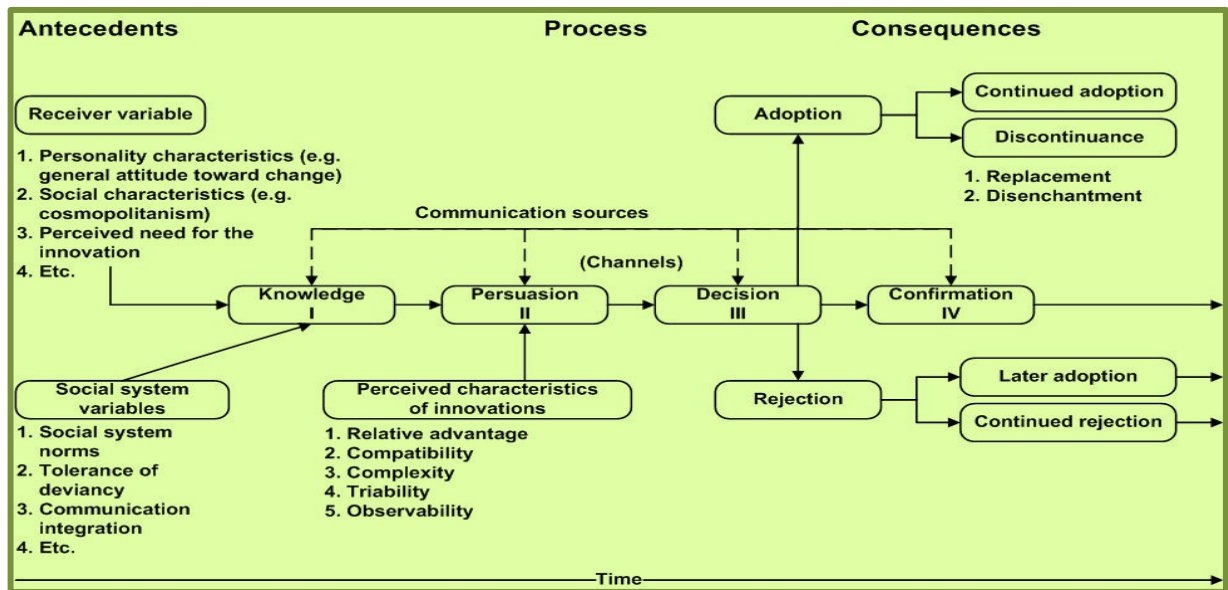 Antecedents
Process
Consequences
Receiver variable
1. Personality characteristics (e.g.
general attitude toward change)
2. Social characteristics (e.g.
cosmopolitanism)
3. Perceived need for the
innovation
4. Etc.
Adoption
Continued adoption
Discontinuance
1. Replacement
2. Disenchantment
Communication sources
(Channels)
Knowledge
I
Persuasion
II
Decision
III
Confirmation
IV
Social system
variables
1. Social system
norms
2. Tolerance of
deviancy
3. Communication
integration
4. Etc.
Perceived characteristics
of innovations
1. Relative advantage
2. Compatibility
3. Complexity
4. Triability
5. Observability
Rejection
Later adoption
Continued rejection
Time